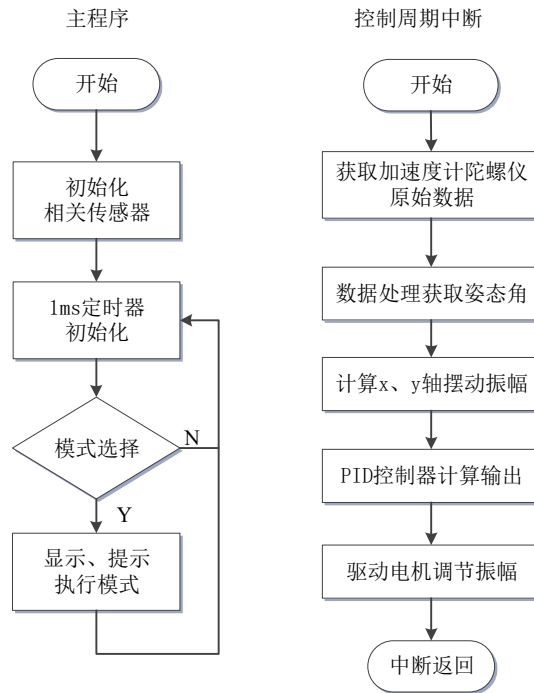 主程序
开始
初始化
相关传感器
1ms定时器
初始化
模式选择
N
Y
显示、提示
执行模式
控制周期中断
开始
获取加速度计陀螺仪
原始数据
数据处理获取姿态角
计算x、y轴摆动振幅
PID控制器计算输出
驱动电机调节振幅
中断返回